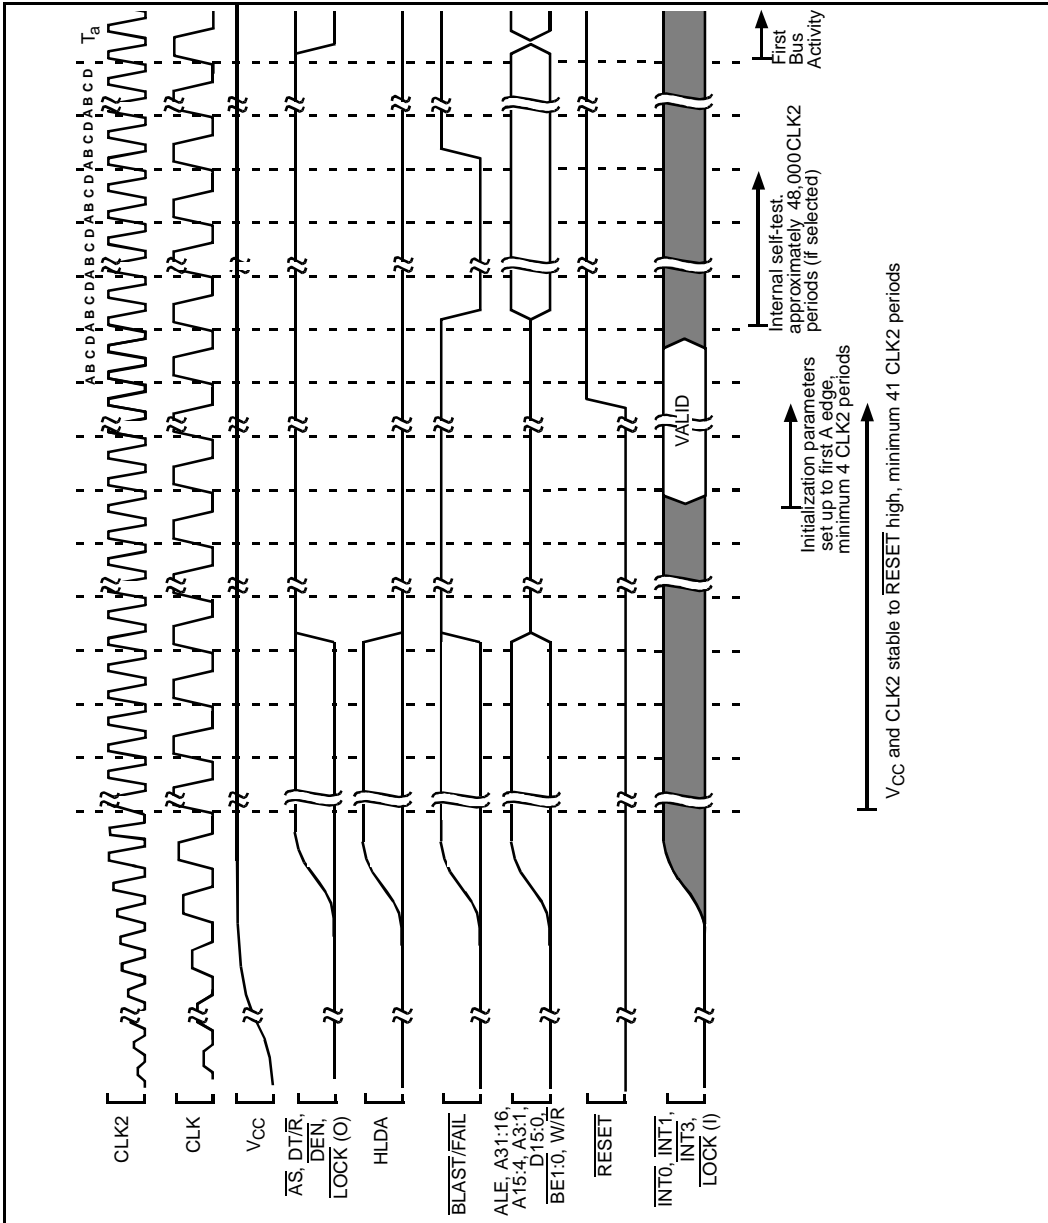 Ta
A B C D A B C D A B C D A B C D A B C D A B C D
CLK2
CLK
VCC
AS, DT/R,
DEN,
LOCK (O)
HLDA
BLAST/FAIL
ALE, A31:16,
A15:4, A3:1,
D15:0,
BE1:0, W/R
RESET
INT0, INT1,
INT3,
LOCK (I)
VALID
First
Bus
Activity
Internal self-test.
approximately 48,000CLK2
periods (if selected)
Initialization parameters
set up to first A edge,
minimum 4 CLK2 periods
VCC and CLK2 stable to RESET high, minimum 41 CLK2 periods